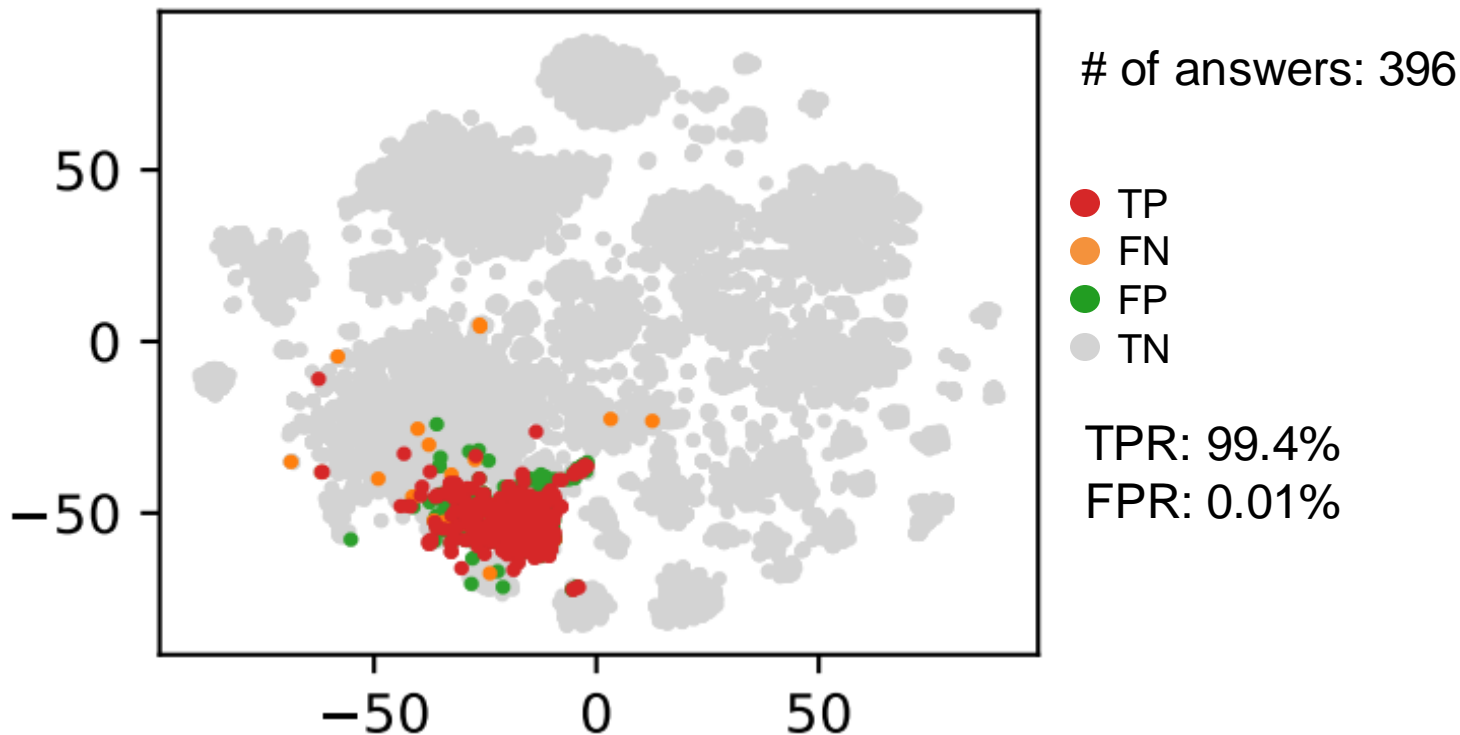 # of answers: 396
50
0
−50
−50
0
50
TP
FN
FP
TN
TPR: 99.4%
FPR: 0.01%